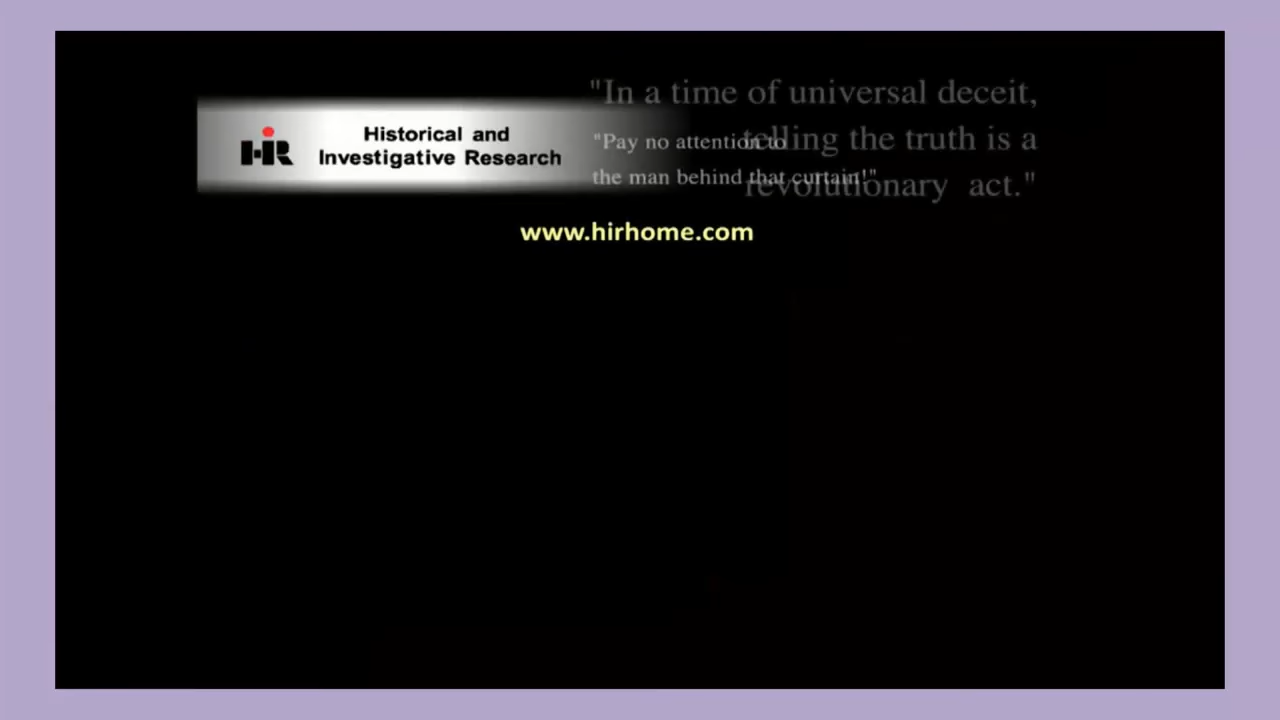 HiR
Historical and
Investigative Research
"In a time of universal deceit,
telling the truth is a
revolutionary act."
"Pay no attention to
the man behind that curtain!"
www.hirhome.com